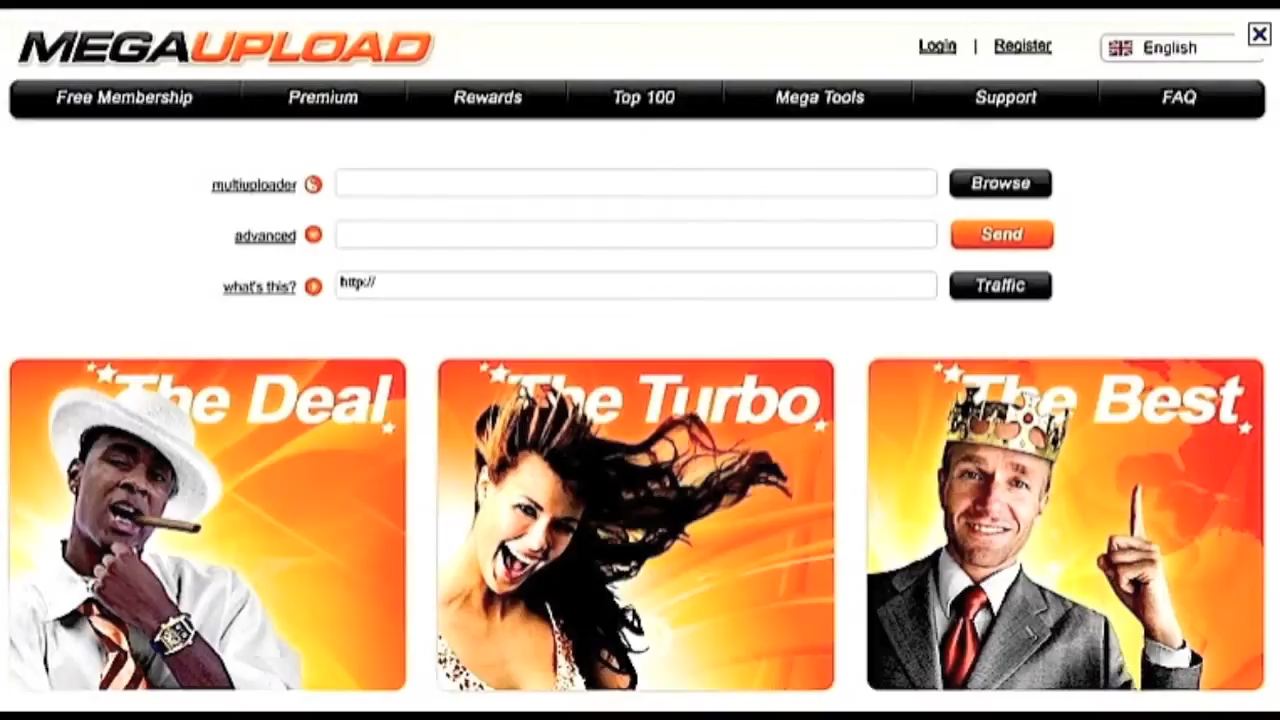 MEGAUPLOAD
Login | Register
English
Free Membership
Premium
Rewards
Top 100
Mega Tools
Support
FAQ
multiuploader
Browse
advanced
Send
what's this?
http://
Traffic
The Deal
The Turbo
The Best